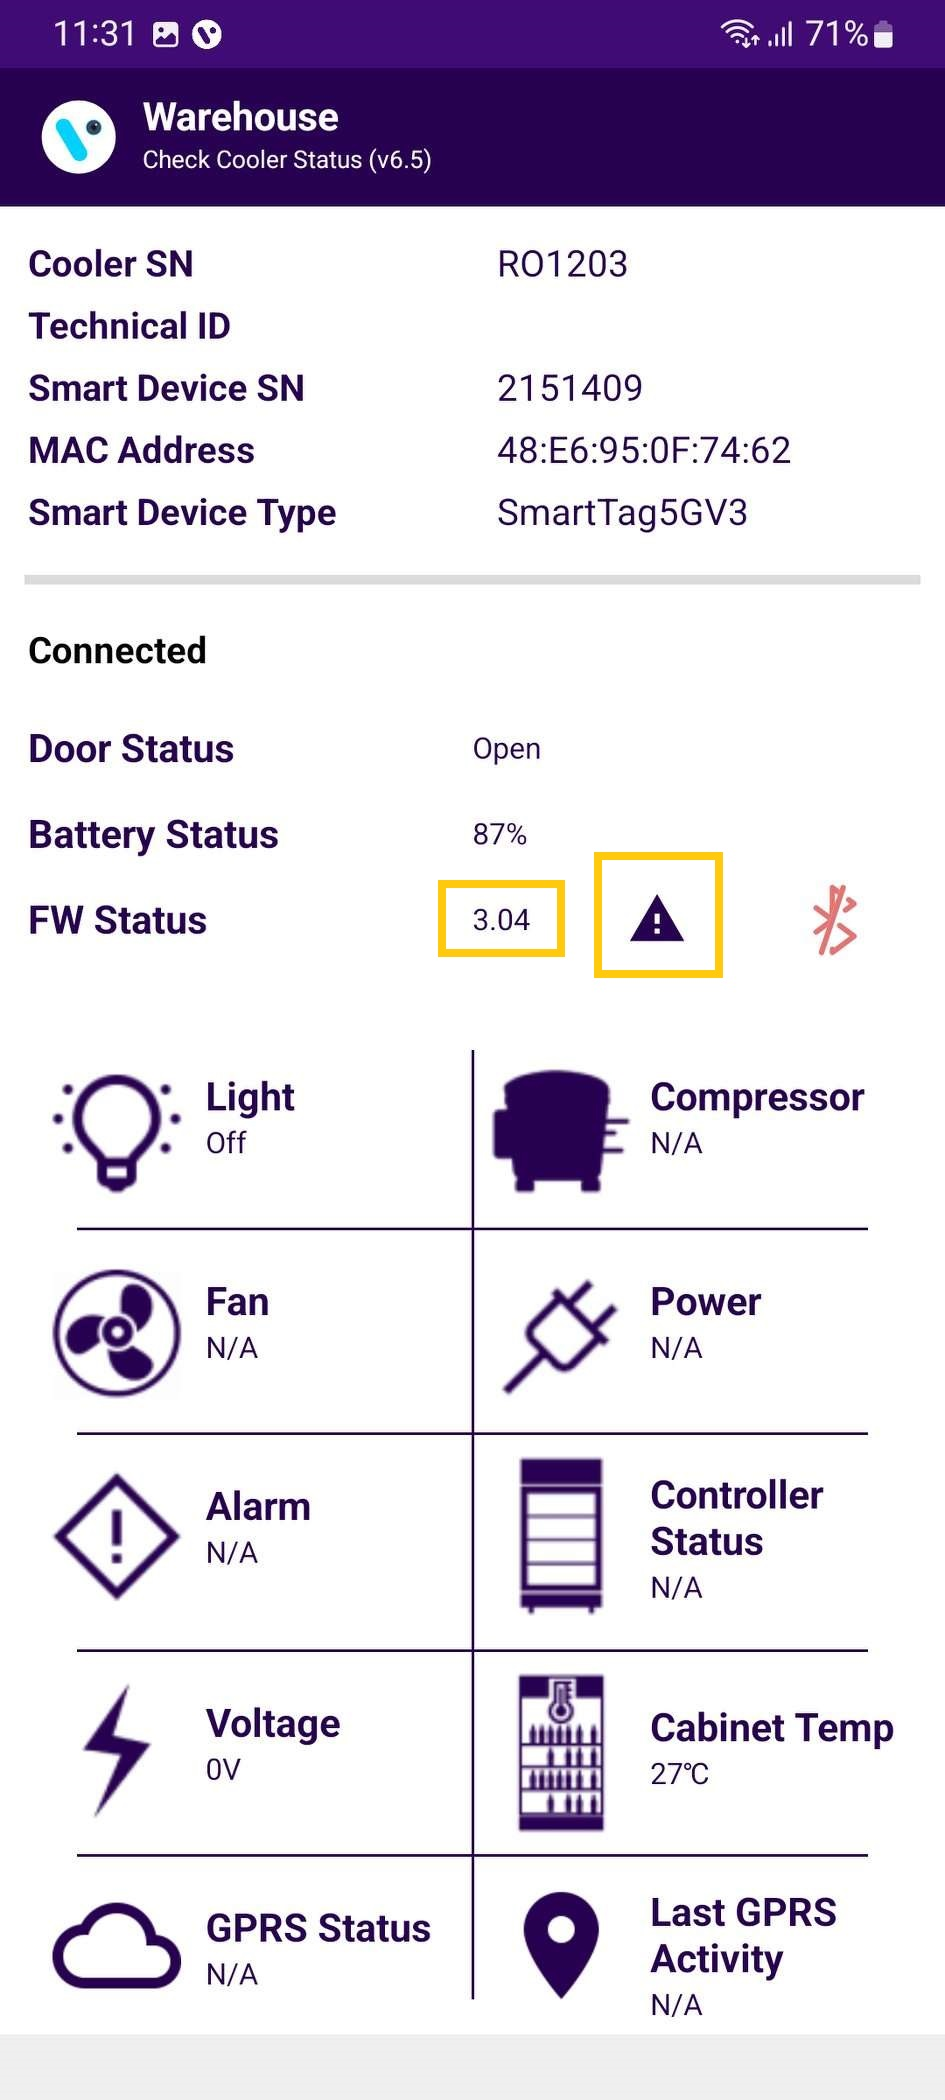 11:31 71%
Warehouse
Check Cooler Status (v6.5)
Cooler SN RO1203
Technical ID
Smart Device SN 2151409
MAC Address 48:E6:95:0F:74:62
Smart Device Type SmartTag5GV3
Connected
Door Status Open
Battery Status 87%
FW Status 3.04
Light
Off
Compressor
N/A
Fan
N/A
Power
N/A
Alarm
N/A
Controller
Status
N/A
Voltage
0V
Cabinet Temp
27℃
GPRS Status
N/A
Last GPRS
Activity
N/A